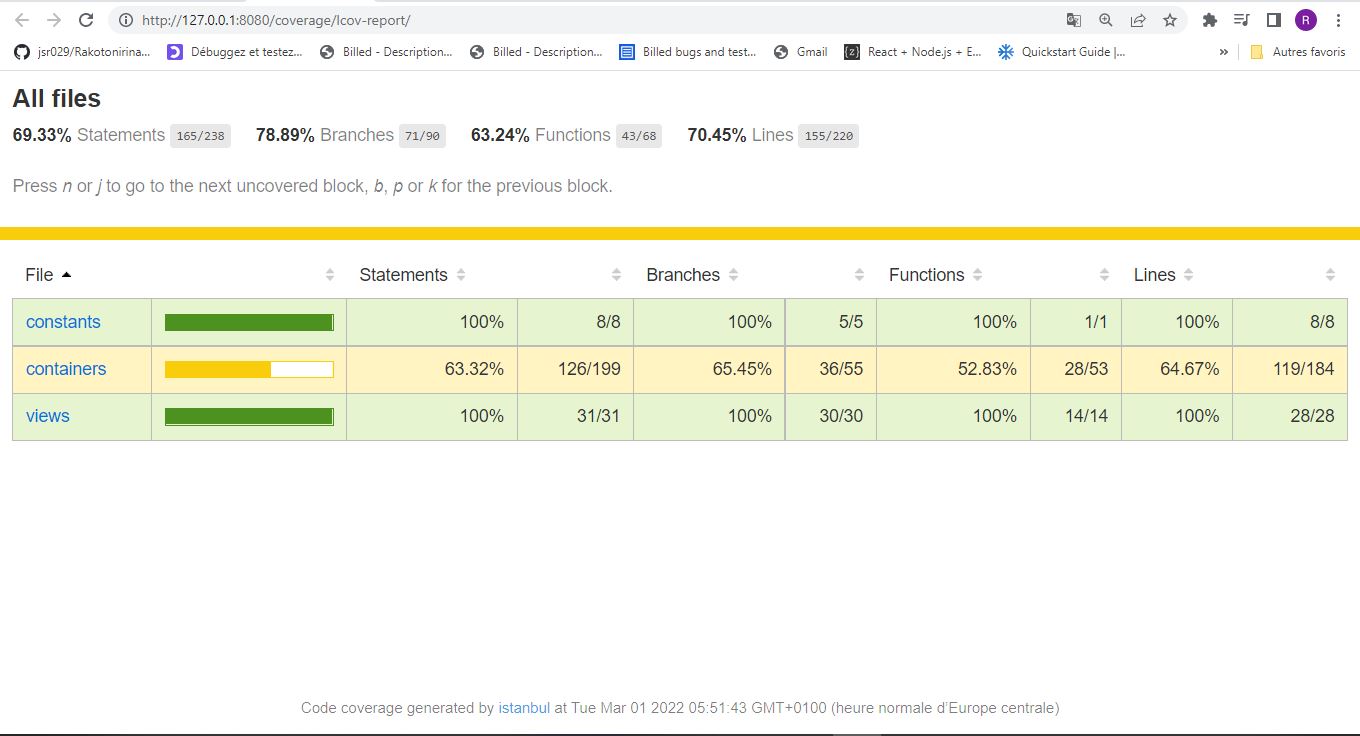 http://127.0.0.1:8080/coverage/lcov-report/
R
jsr029/Rakotonirina... Débuggez et testez... Billed - Description... Billed - Description... Billed bugs and test... Gmail {z} React + Node.js + E... Quickstart Guide |... » Autres favoris
All files
69.33% Statements 165/238 78.89% Branches 71/90 63.24% Functions 43/68 70.45% Lines 155/220
Press n or j to go to the next uncovered block, b, p or k for the previous block.
File Statements Branches Functions Lines
constants 100% 8/8 100% 5/5 100% 1/1 100% 8/8
containers 63.32% 126/199 65.45% 36/55 52.83% 28/53 64.67% 119/184
views 100% 31/31 100% 30/30 100% 14/14 100% 28/28
Code coverage generated by istanbul at Tue Mar 01 2022 05:51:43 GMT+0100 (heure normale d'Europe centrale)